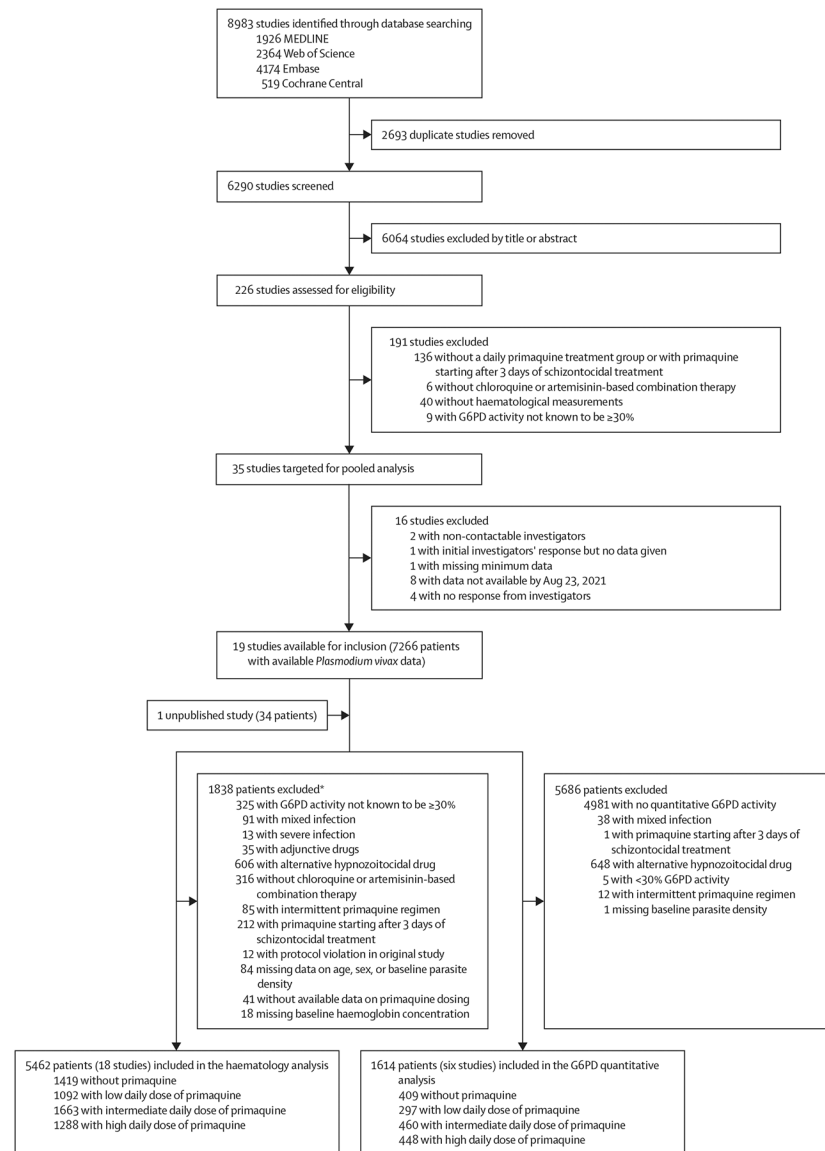 8983 studies identified through database searching
1926 MEDLINE
2364 Web of Science
4174 Embase
519 Cochrane Central
2693 duplicate studies removed
6290 studies screened
6064 studies excluded by title or abstract
226 studies assessed for eligibility
191 studies excluded
136 without a daily primaquine treatment group or with primaquine
starting after 3 days of schizontocidal treatment
6 without chloroquine or artemisinin-based combination therapy
40 without haematological measurements
9 with G6PD activity not known to be ≥30%
35 studies targeted for pooled analysis
16 studies excluded
2 with non-contactable investigators
1 with initial investigators' response but no data given
1 with missing minimum data
8 with data not available by Aug 23, 2021
4 with no response from investigators
19 studies available for inclusion (7266 patients
with available Plasmodium vivax data)
1 unpublished study (34 patients)
1838 patients excluded*
325 with G6PD activity not known to be ≥30%
91 with mixed infection
13 with severe infection
35 with adjunctive drugs
606 with alternative hypnozoitocidal drug
316 without chloroquine or artemisinin-based
combination therapy
85 with intermittent primaquine regimen
212 with primaquine starting after 3 days of
schizontocidal treatment
12 with protocol violation in original study
84 missing data on age, sex, or baseline parasite
density
41 without available data on primaquine dosing
18 missing baseline haemoglobin concentration
5686 patients excluded
4981 with no quantitative G6PD activity
38 with mixed infection
1 with primaquine starting after 3 days of
schizontocidal treatment
648 with alternative hypnozoitocidal drug
5 with <30% G6PD activity
12 with intermittent primaquine regimen
1 missing baseline parasite density
5462 patients (18 studies) included in the haematology analysis
1419 without primaquine
1092 with low daily dose of primaquine
1663 with intermediate daily dose of primaquine
1288 with high daily dose of primaquine
1614 patients (six studies) included in the G6PD quantitative
analysis
409 without primaquine
297 with low daily dose of primaquine
460 with intermediate daily dose of primaquine
448 with high daily dose of primaquine